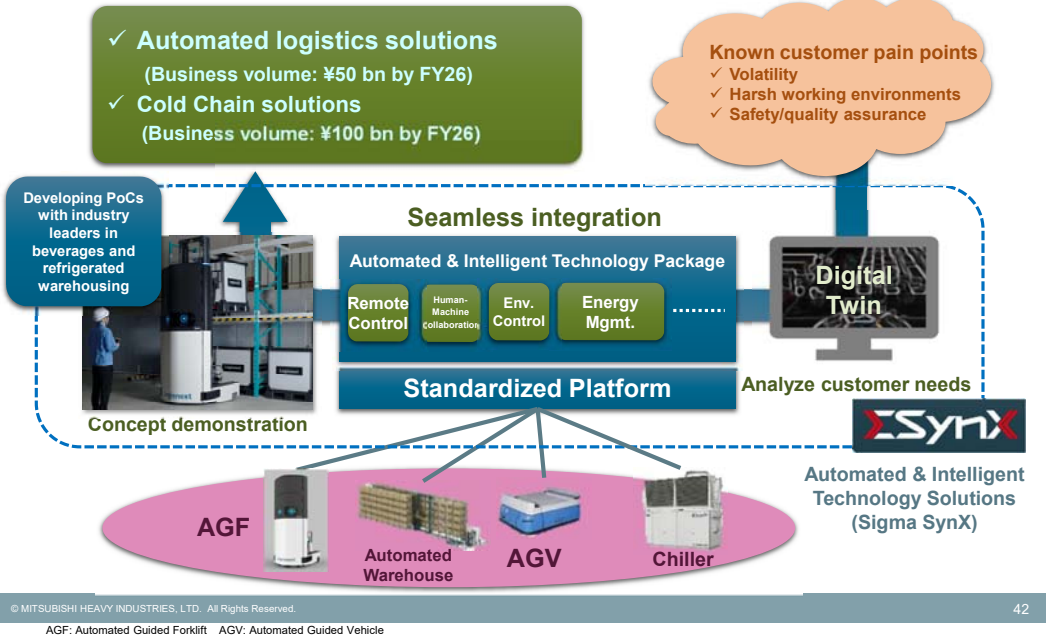 ✓ Automated logistics solutions
(Business volume: ¥50 bn by FY26)
✓ Cold Chain solutions
(Business volume: ¥100 bn by FY26)
Known customer pain points
✓ Volatility
✓ Harsh working environments
✓ Safety/quality assurance
Developing PoCs
with industry
leaders in
beverages and
refrigerated
warehousing
Seamless integration
Automated & Intelligent Technology Package
Remote
Control
Human-
Machine
Collaboration
Env.
Control
Energy
Mgmt.
Digital
Twin
Standardized Platform
Analyze customer needs
Concept demonstration
ΣSynX
Automated & Intelligent
Technology Solutions
(Sigma SynX)
AGF
Automated
Warehouse
AGV
Chiller
© MITSUBISHI HEAVY INDUSTRIES, LTD. All Rights Reserved.
42
AGF: Automated Guided Forklift AGV: Automated Guided Vehicle